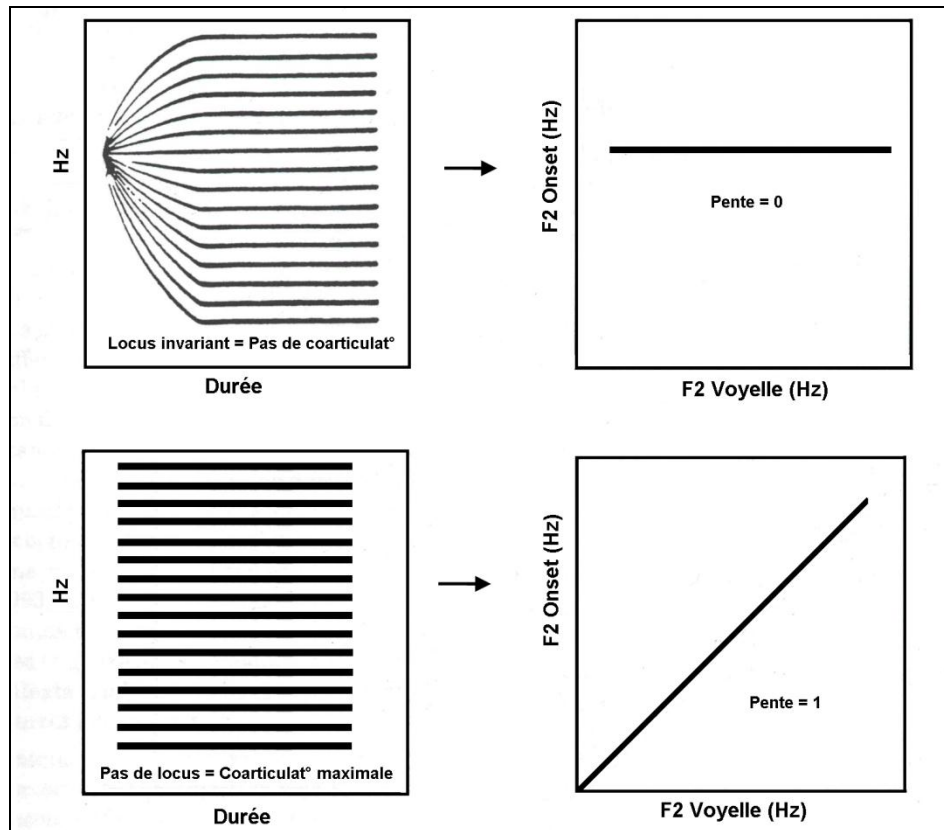 Hz
Locus invariant = Pas de coarticulat°
Durée
F2 Onset (Hz)
Pente = 0
F2 Voyelle (Hz)
Hz
Pas de locus = Coarticulat° maximale
Durée
F2 Onset (Hz)
Pente = 1
F2 Voyelle (Hz)